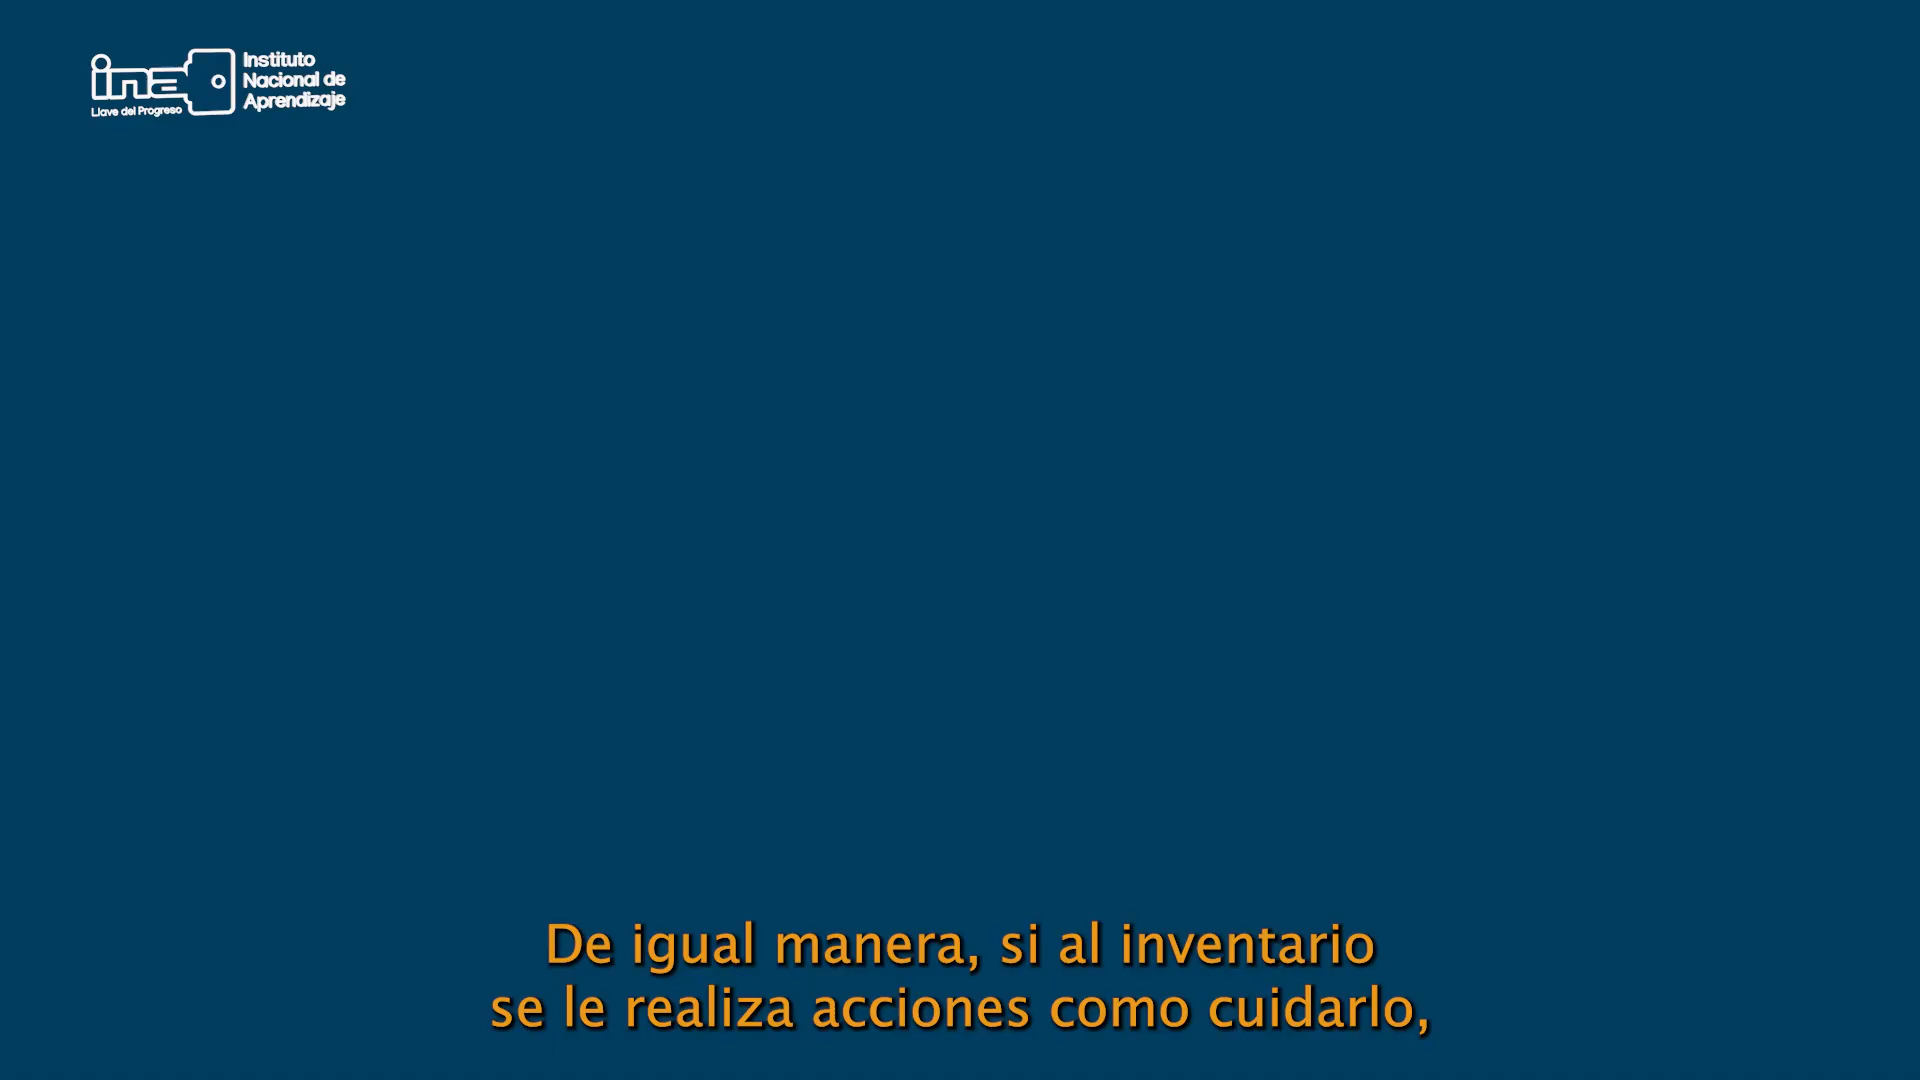 ina
Llave del Progreso
Instituto
Nacional de
Aprendizaje
De igual manera, si al inventario
se le realiza acciones como cuidarlo,